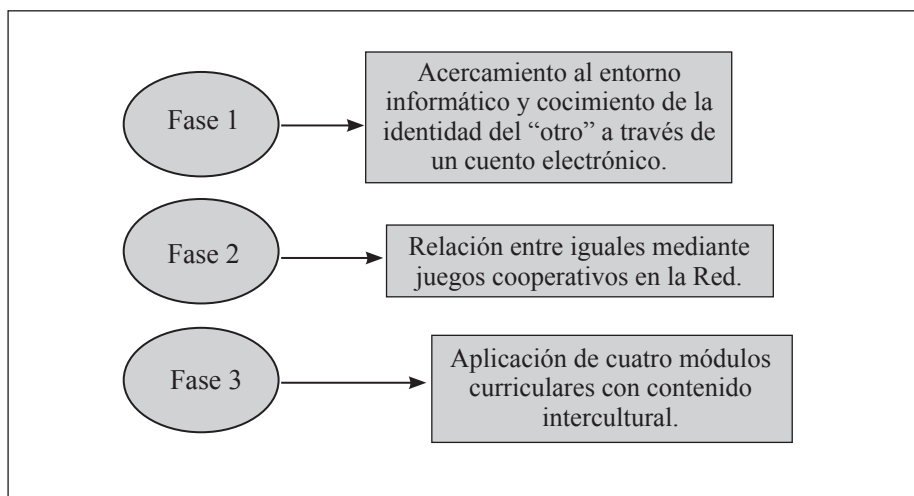 Fase 1
Acercamiento al entorno
informático y cocimiento de la
identidad del “otro” a través de
un cuento electrónico.
Fase 2
Relación entre iguales mediante
juegos cooperativos en la Red.
Fase 3
Aplicación de cuatro módulos
curriculares con contenido
intercultural.